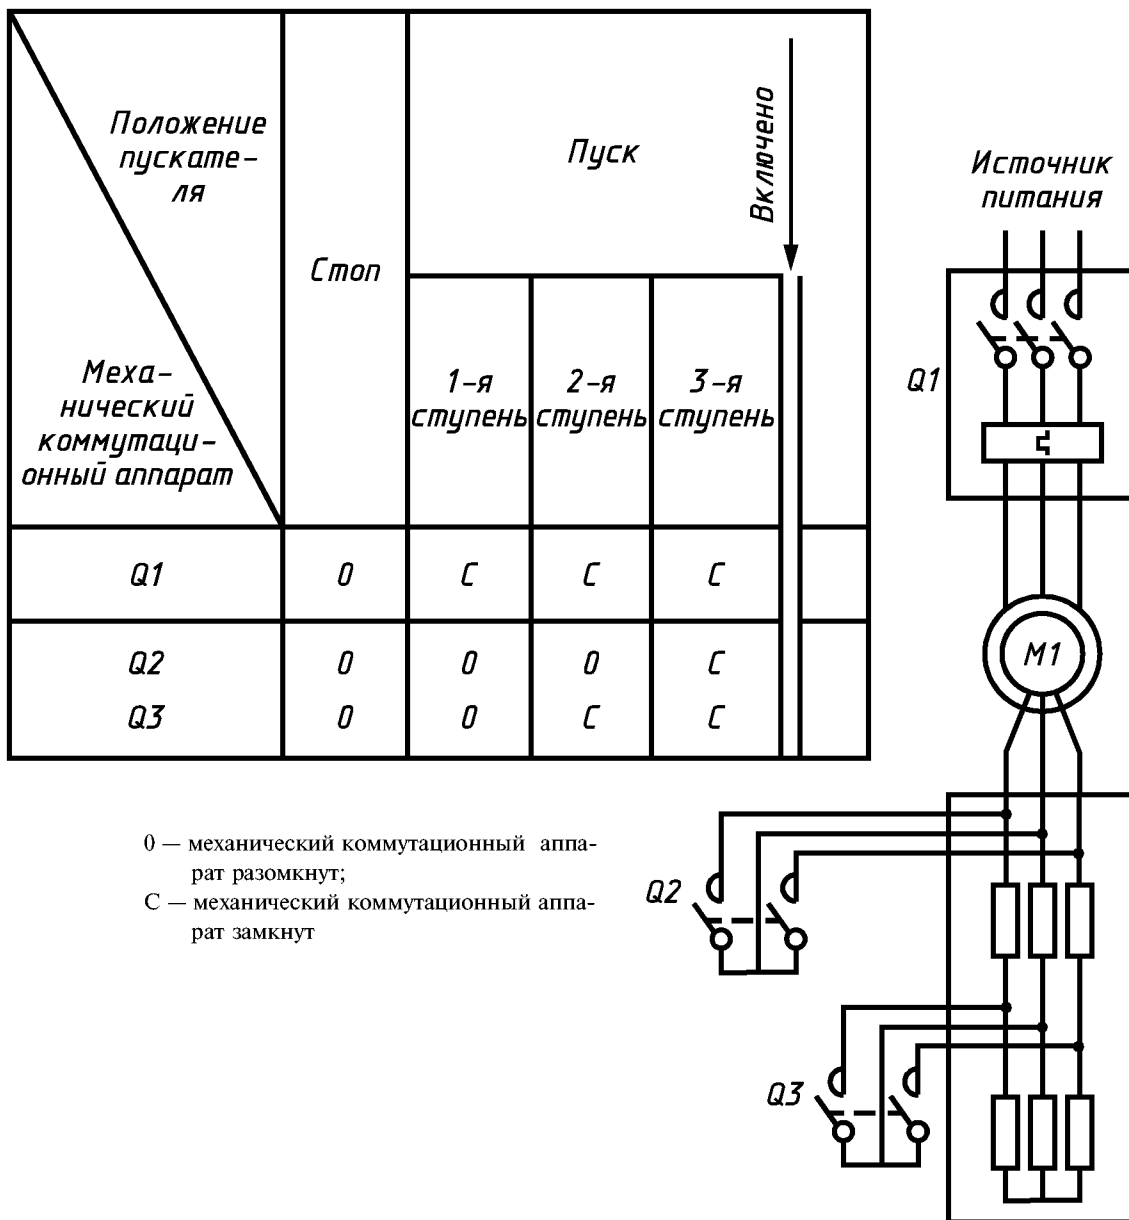 Положение
пускате-
ля
Меха-
нический
коммутаци-
онный аппарат
Стоп
Пуск
Включено
1-я
ступень
2-я
ступень
3-я
ступень
Q1 0 C C C
Q2 0 0 0 C
Q3 0 0 C C
0 — механический коммутационный аппа-
рат разомкнут;
С — механический коммутационный аппа-
рат замкнут
Источник
питания
Q1
M1
Q2
Q3